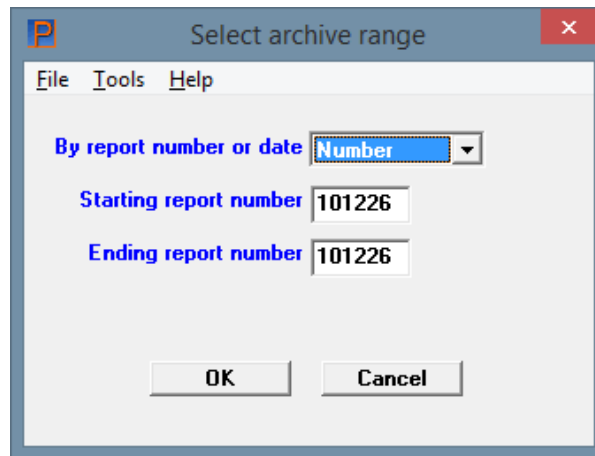 P
Select archive range
File Tools Help
By report number or date Number
Starting report number 101226
Ending report number 101226
OK Cancel